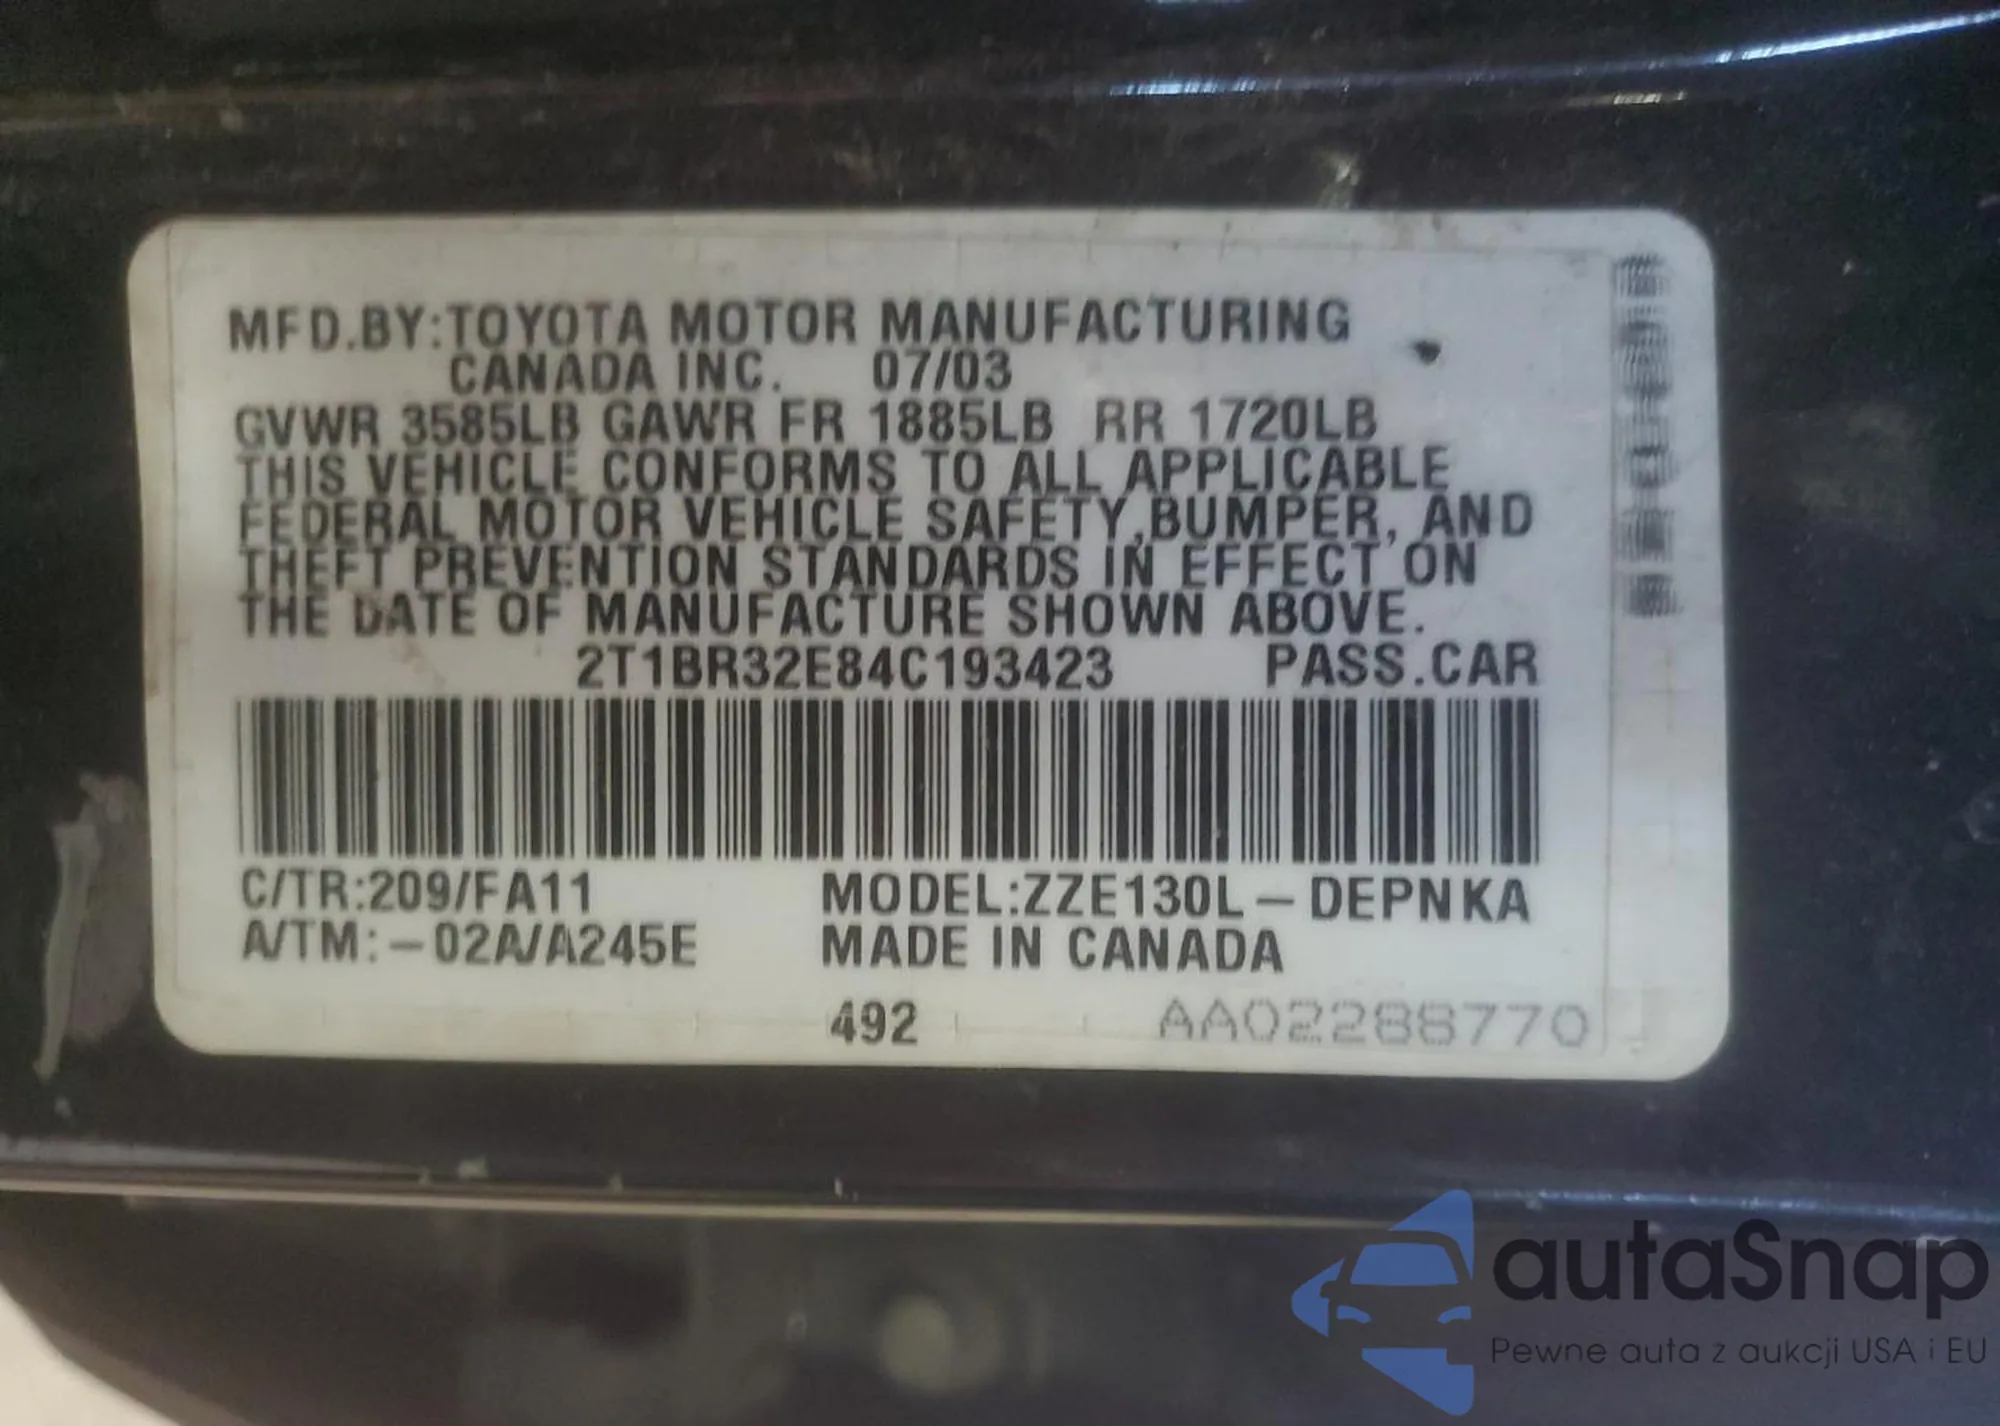 MFD.BY:TOYOTA MOTOR MANUFACTURING
CANADA INC. 07/03
GVWR 3585LB GAWR FR 1885LB RR 1720LB
THIS VEHICLE CONFORMS TO ALL APPLICABLE
FEDERAL MOTOR VEHICLE SAFETY,BUMPER, AND
THEFT PREVENTION STANDARDS IN EFFECT ON
THE DATE OF MANUFACTURE SHOWN ABOVE.
2T1BR32E84C193423 PASS.CAR
C/TR:209/FA11 MODEL:ZZE130L-DEPNKA
A/TM:-02A/A245E MADE IN CANADA
492 AA02288770
autaSnap
Pewne auta z aukcji USA i EU